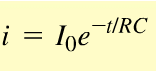 i = I₀e^{-t/RC}